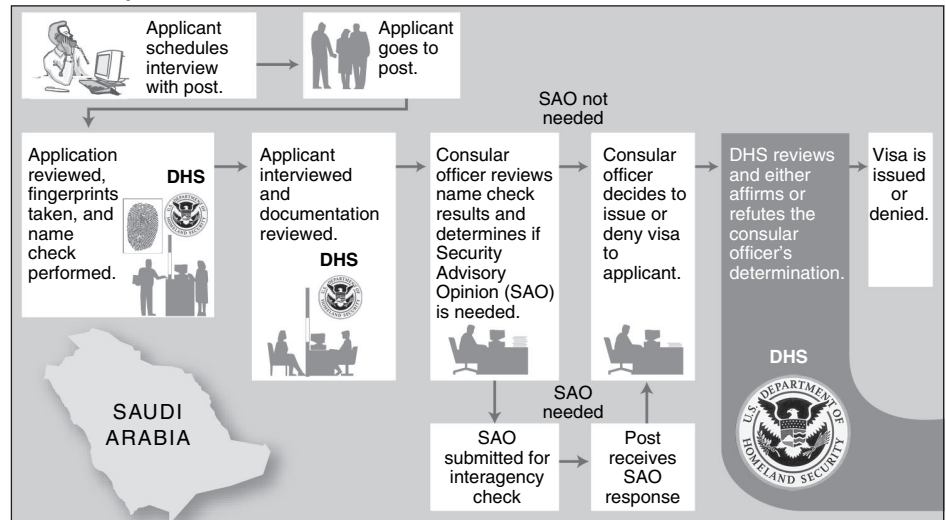 Applicant
schedules
interview
with post.
Applicant
goes to
post.
Application
reviewed,
fingerprints
taken, and
name
check
performed.
DHS
Applicant
interviewed
and
documentation
reviewed.
DHS
Consular
officer reviews
name check
results and
determines if
Security
Advisory
Opinion (SAO)
is needed.
SAO not
needed
Consular
officer
decides to
issue or
deny visa
to
applicant.
DHS reviews
and either
affirms or
refutes the
consular
officer's
determination.
Visa is
issued
or
denied.
SAO
needed
SAO
submitted for
interagency
check
Post
receives
SAO
response
DHS
U.S. DEPARTMENT OF
HOMELAND SECURITY
SAUDI
ARABIA